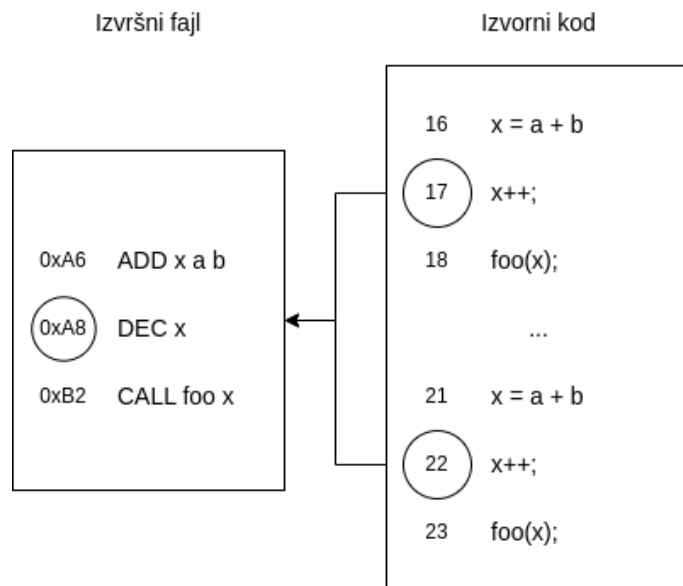 Izvršni fajl
0xA6 ADD x a b
0xA8 DEC x
0xB2 CALL foo x
Izvorni kod
16 x = a + b
17 x++;
18 foo(x);
...
21 x = a + b
22 x++;
23 foo(x);